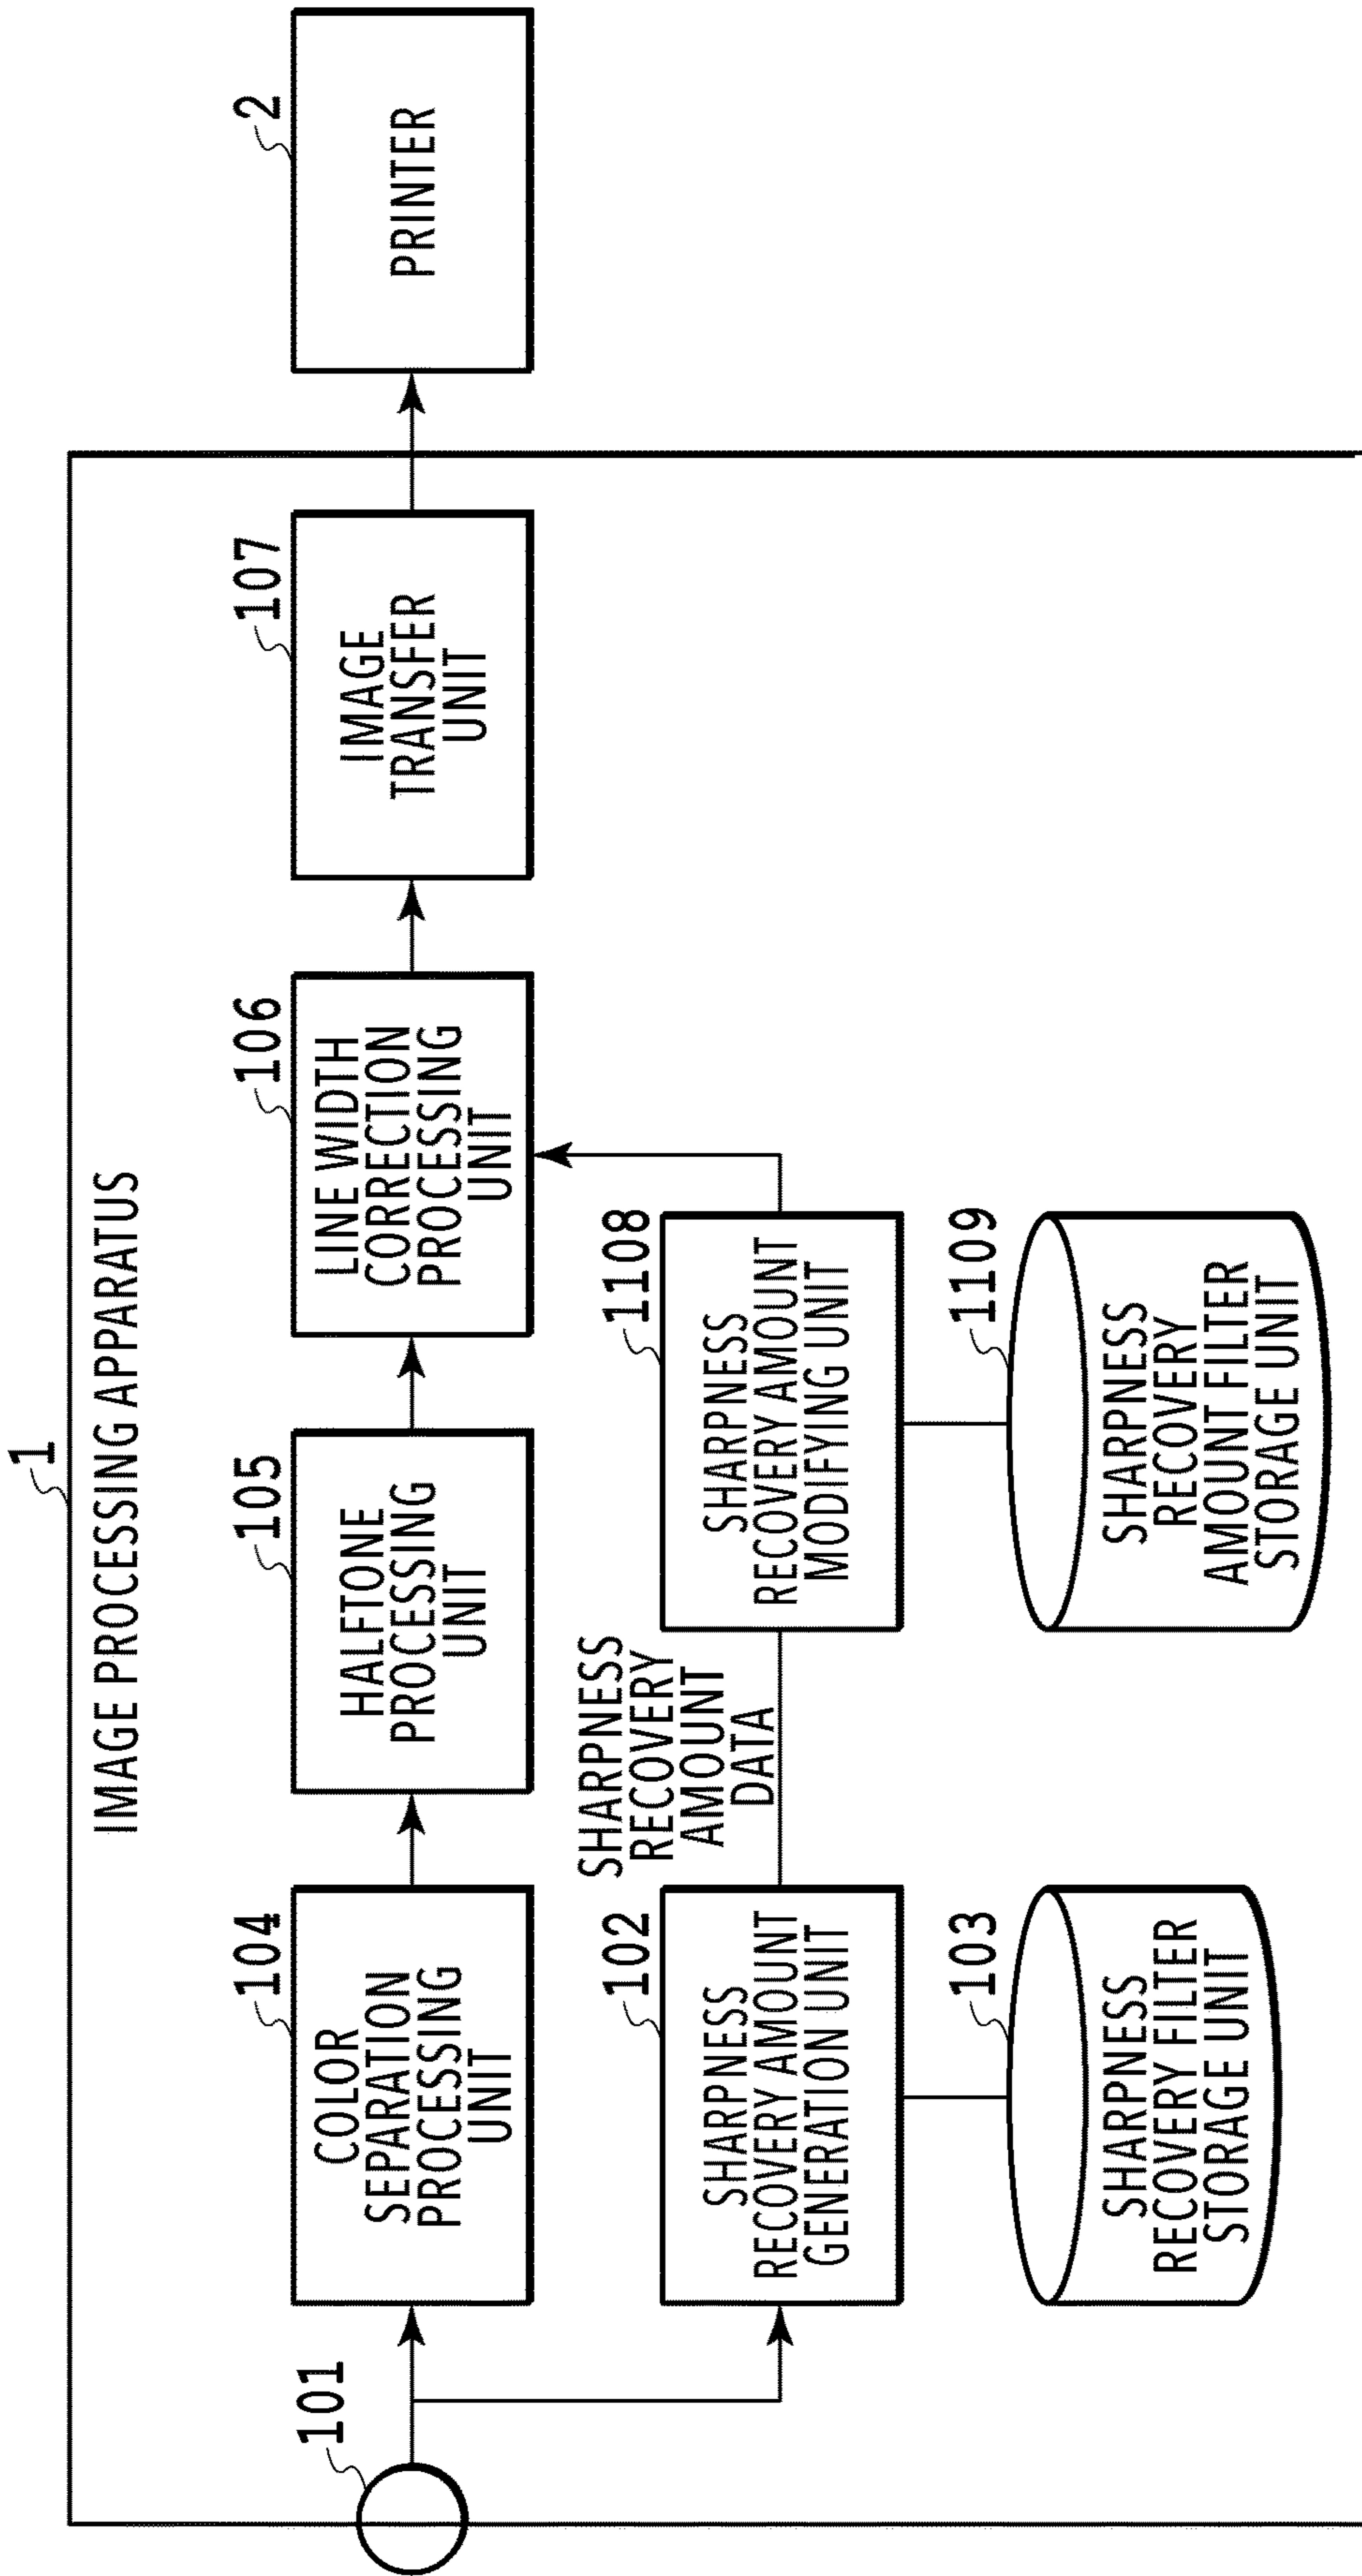 1
IMAGE PROCESSING APPARATUS
101
104
COLOR
SEPARATION
PROCESSING
UNIT
105
HALFTONE
PROCESSING
UNIT
106
LINE WIDTH
CORRECTION
PROCESSING
UNIT
107
IMAGE
TRANSFER
UNIT
2
PRINTER
102
SHARPNESS
RECOVERY AMOUNT
GENERATION UNIT
SHARPNESS
RECOVERY
AMOUNT
DATA
1108
SHARPNESS
RECOVERY AMOUNT
MODIFYING UNIT
103
SHARPNESS
RECOVERY FILTER
STORAGE UNIT
1109
SHARPNESS
RECOVERY
AMOUNT FILTER
STORAGE UNIT